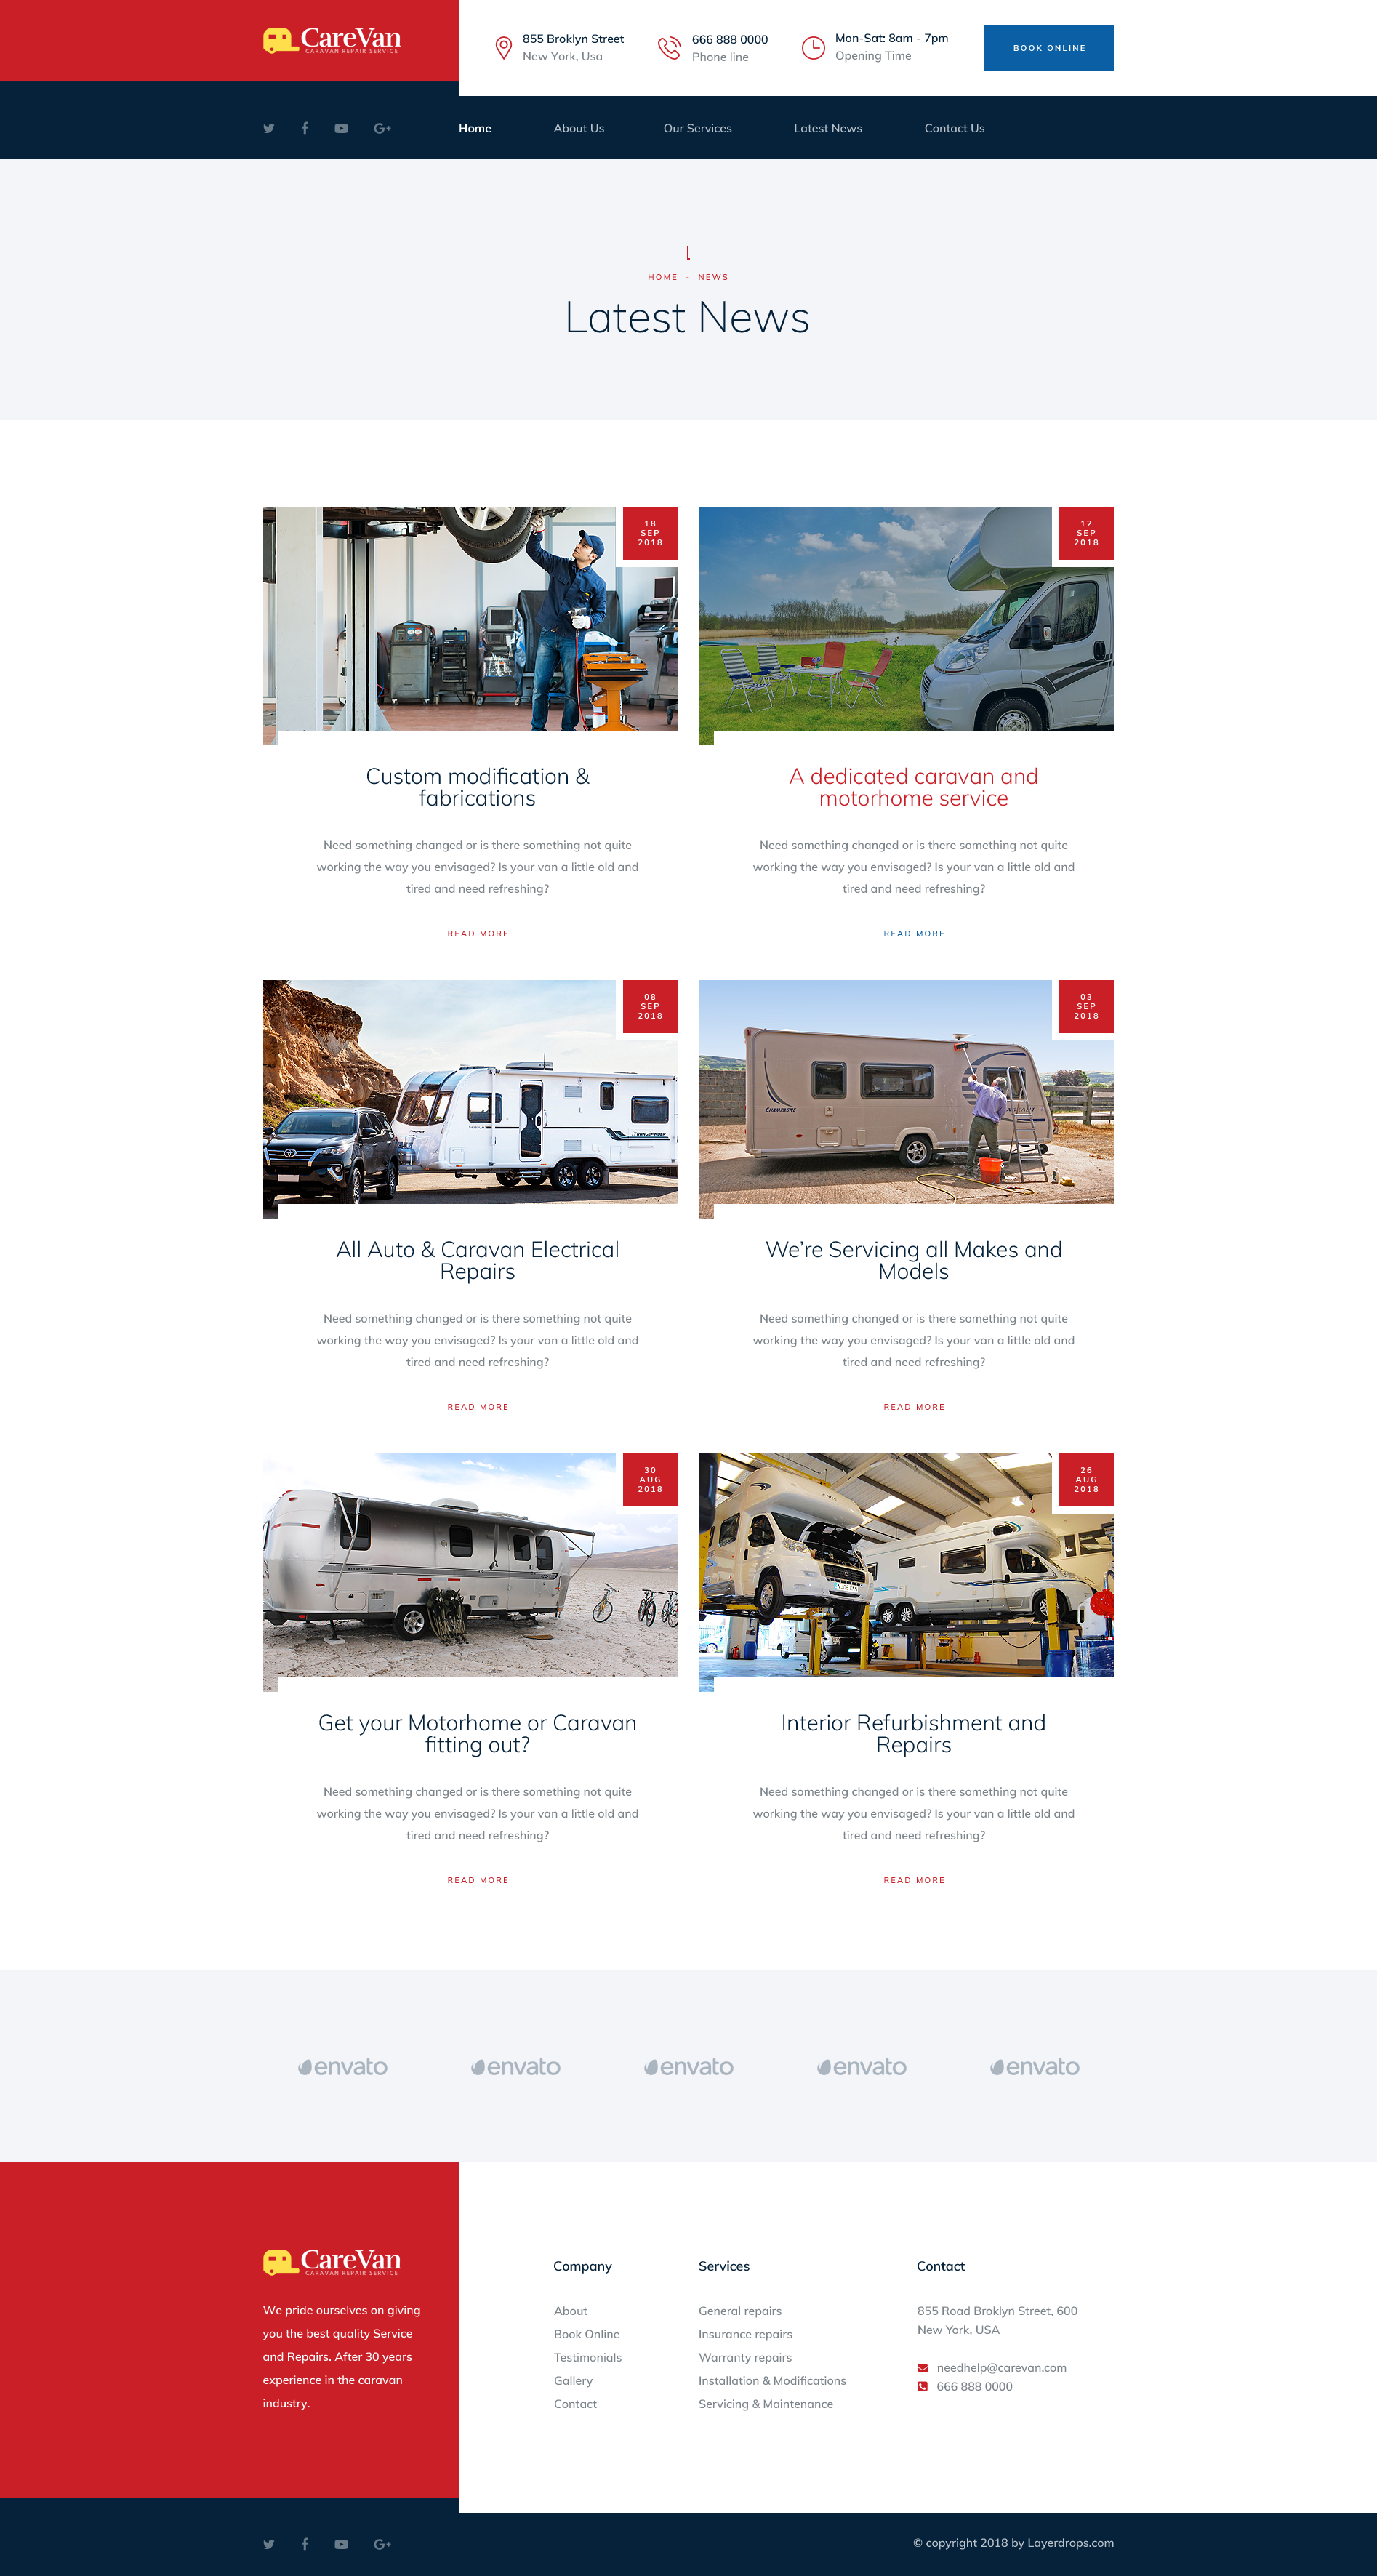 CareVan
CARAVAN REPAIR SERVICE
855 Broklyn Street
New York, Usa
666 888 0000
Phone line
Mon-Sat: 8am - 7pm
Opening Time
BOOK ONLINE
Home
About Us
Our Services
Latest News
Contact Us
HOME - NEWS
Latest News
18
SEP
2018
Custom modification &
fabrications
Need something changed or is there something not quite
working the way you envisaged? Is your van a little old and
tired and need refreshing?
READ MORE
12
SEP
2018
A dedicated caravan and
motorhome service
Need something changed or is there something not quite
working the way you envisaged? Is your van a little old and
tired and need refreshing?
READ MORE
08
SEP
2018
All Auto & Caravan Electrical
Repairs
Need something changed or is there something not quite
working the way you envisaged? Is your van a little old and
tired and need refreshing?
READ MORE
03
SEP
2018
CHAMPAGNE
We’re Servicing all Makes and
Models
Need something changed or is there something not quite
working the way you envisaged? Is your van a little old and
tired and need refreshing?
READ MORE
30
AUG
2018
Get your Motorhome or Caravan
fitting out?
Need something changed or is there something not quite
working the way you envisaged? Is your van a little old and
tired and need refreshing?
READ MORE
26
AUG
2018
Interior Refurbishment and
Repairs
Need something changed or is there something not quite
working the way you envisaged? Is your van a little old and
tired and need refreshing?
READ MORE
envato
envato
envato
envato
envato
CareVan
CARAVAN REPAIR SERVICE
We pride ourselves on giving
you the best quality Service
and Repairs. After 30 years
experience in the caravan
industry.
Company
About
Book Online
Testimonials
Gallery
Contact
Services
General repairs
Insurance repairs
Warranty repairs
Installation & Modifications
Servicing & Maintenance
Contact
855 Road Broklyn Street, 600
New York, USA
needhelp@carevan.com
666 888 0000
© copyright 2018 by Layerdrops.com